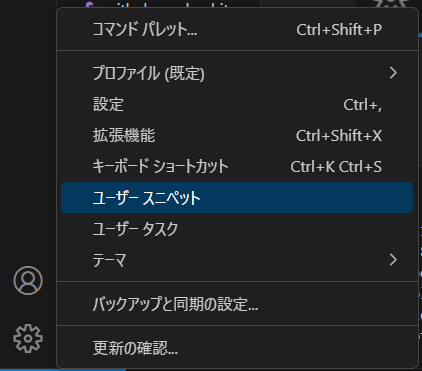 コマンド パレット... Ctrl+Shift+P
プロファイル (既定)
設定 Ctrl+,
拡張機能 Ctrl+Shift+X
キーボード ショートカット Ctrl+K Ctrl+S
ユーザー スニペット
ユーザー タスク
テーマ
バックアップと同期の設定...
更新の確認...